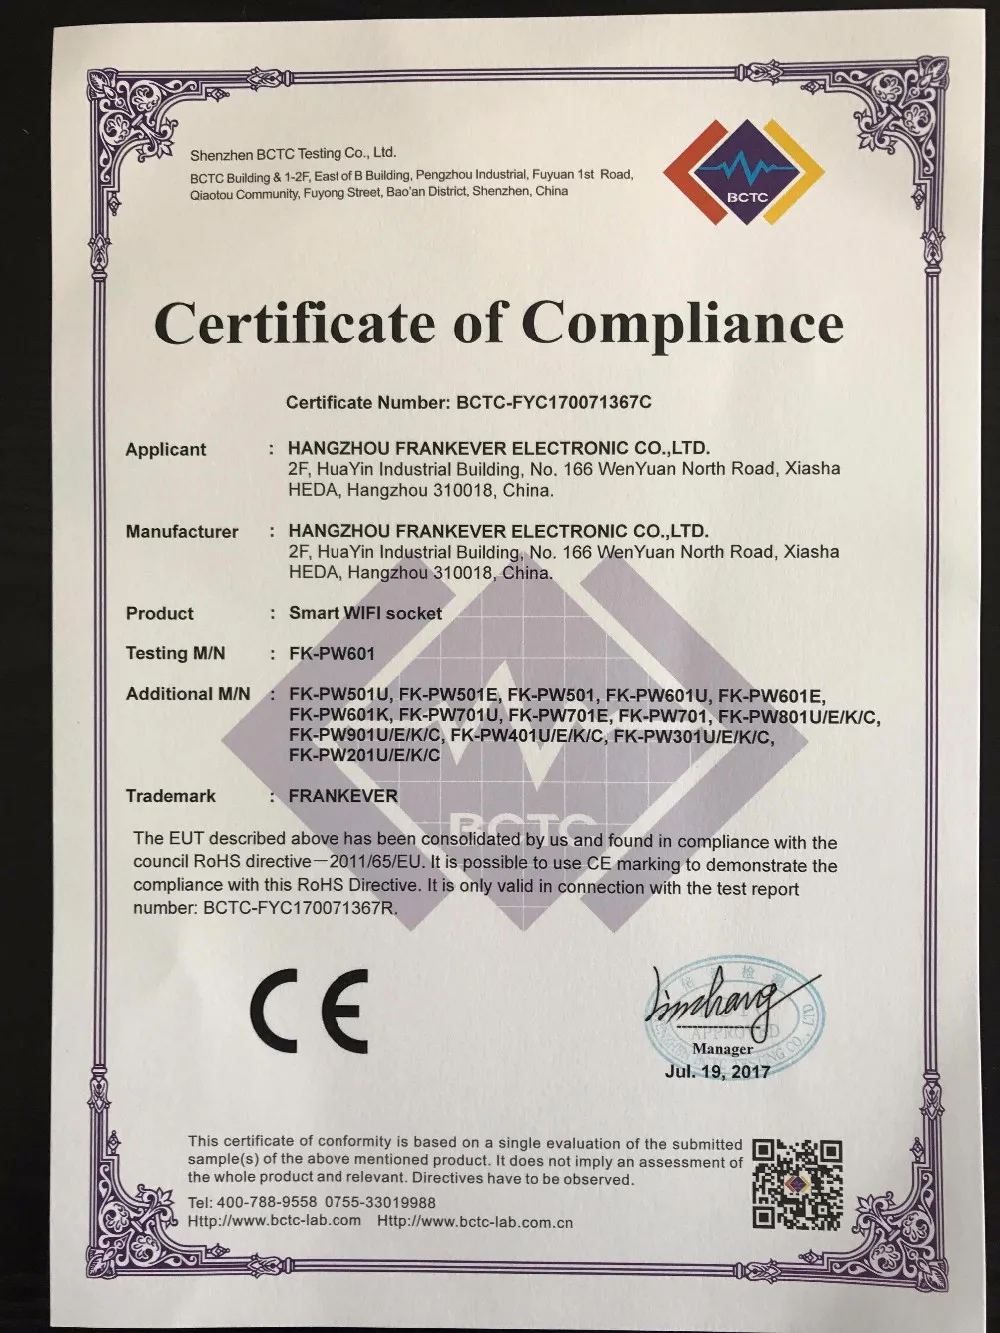 Shenzhen BCTC Testing Co., Ltd.
BCTC Building & 1-2F, East of B Building, Pengzhou Industrial, Fuyuan 1st Road,
Qiaotou Community, Fuyong Street, Bao'an District, Shenzhen, China
BCTC
Certificate of Compliance
Certificate Number: BCTC-FYC170071367C
Applicant : HANGZHOU FRANKEVER ELECTRONIC CO.,LTD.
2F, HuaYin Industrial Building, No. 166 WenYuan North Road, Xiasha
HEDA, Hangzhou 310018, China.
Manufacturer : HANGZHOU FRANKEVER ELECTRONIC CO.,LTD.
2F, HuaYin Industrial Building, No. 166 WenYuan North Road, Xiasha
HEDA, Hangzhou 310018, China.
Product : Smart WIFI socket
Testing M/N : FK-PW601
Additional M/N : FK-PW501U, FK-PW501E, FK-PW501, FK-PW601U, FK-PW601E,
FK-PW601K, FK-PW701U, FK-PW701E, FK-PW701, FK-PW801U/E/K/C,
FK-PW901U/E/K/C, FK-PW401U/E/K/C, FK-PW301U/E/K/C,
FK-PW201U/E/K/C
Trademark : FRANKEVER
BCTC
The EUT described above has been consolidated by us and found in compliance with the
council RoHS directive—2011/65/EU. It is possible to use CE marking to demonstrate the
compliance with this RoHS Directive. It is only valid in connection with the test report
number: BCTC-FYC170071367R.
CE
APPROVED
Manager
Jul. 19, 2017
This certificate of conformity is based on a single evaluation of the submitted
sample(s) of the above mentioned product. It does not imply an assessment of
the whole product and relevant. Directives have to be observed.
Tel: 400-788-9558 0755-33019988
Http://www.bctc-lab.com Http://www.bctc-lab.com.cn